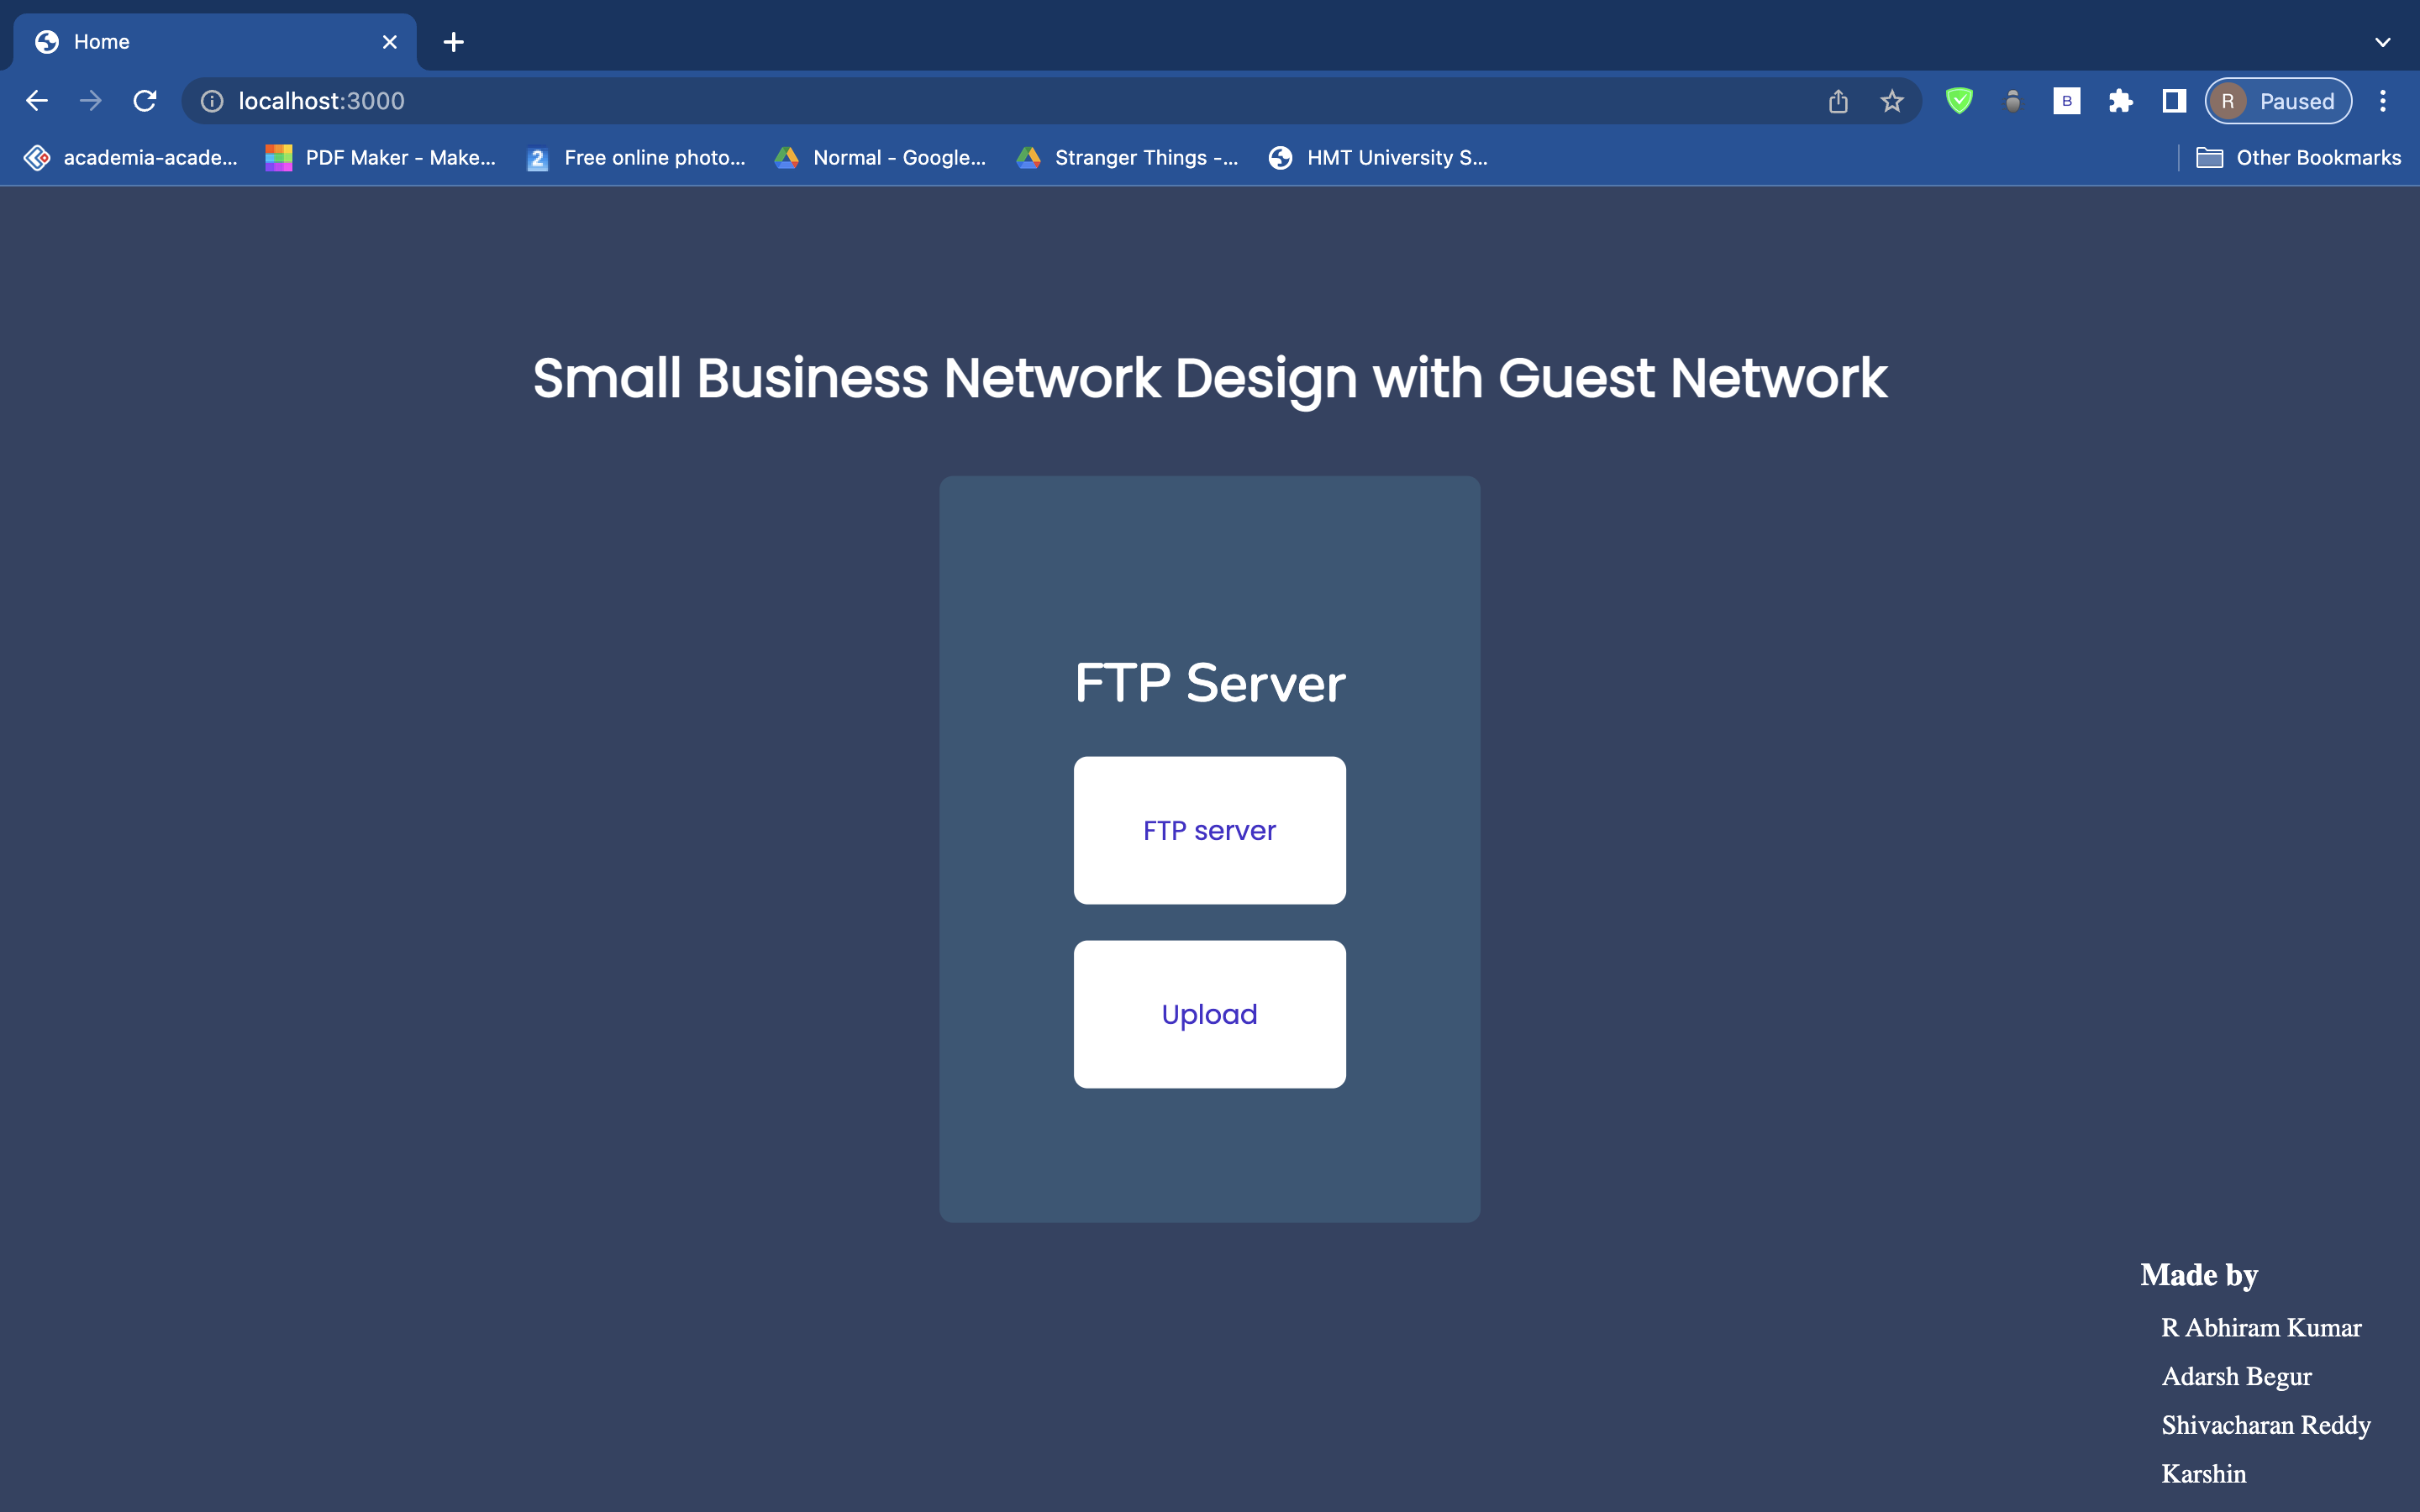 Home
localhost:3000
R Paused
academia-acade...
PDF Maker - Make...
2 Free online photo...
Normal - Google...
Stranger Things -...
HMT University S...
Other Bookmarks
Small Business Network Design with Guest Network
FTP Server
FTP server
Upload
Made by
R Abhiram Kumar
Adarsh Begur
Shivacharan Reddy
Karshin